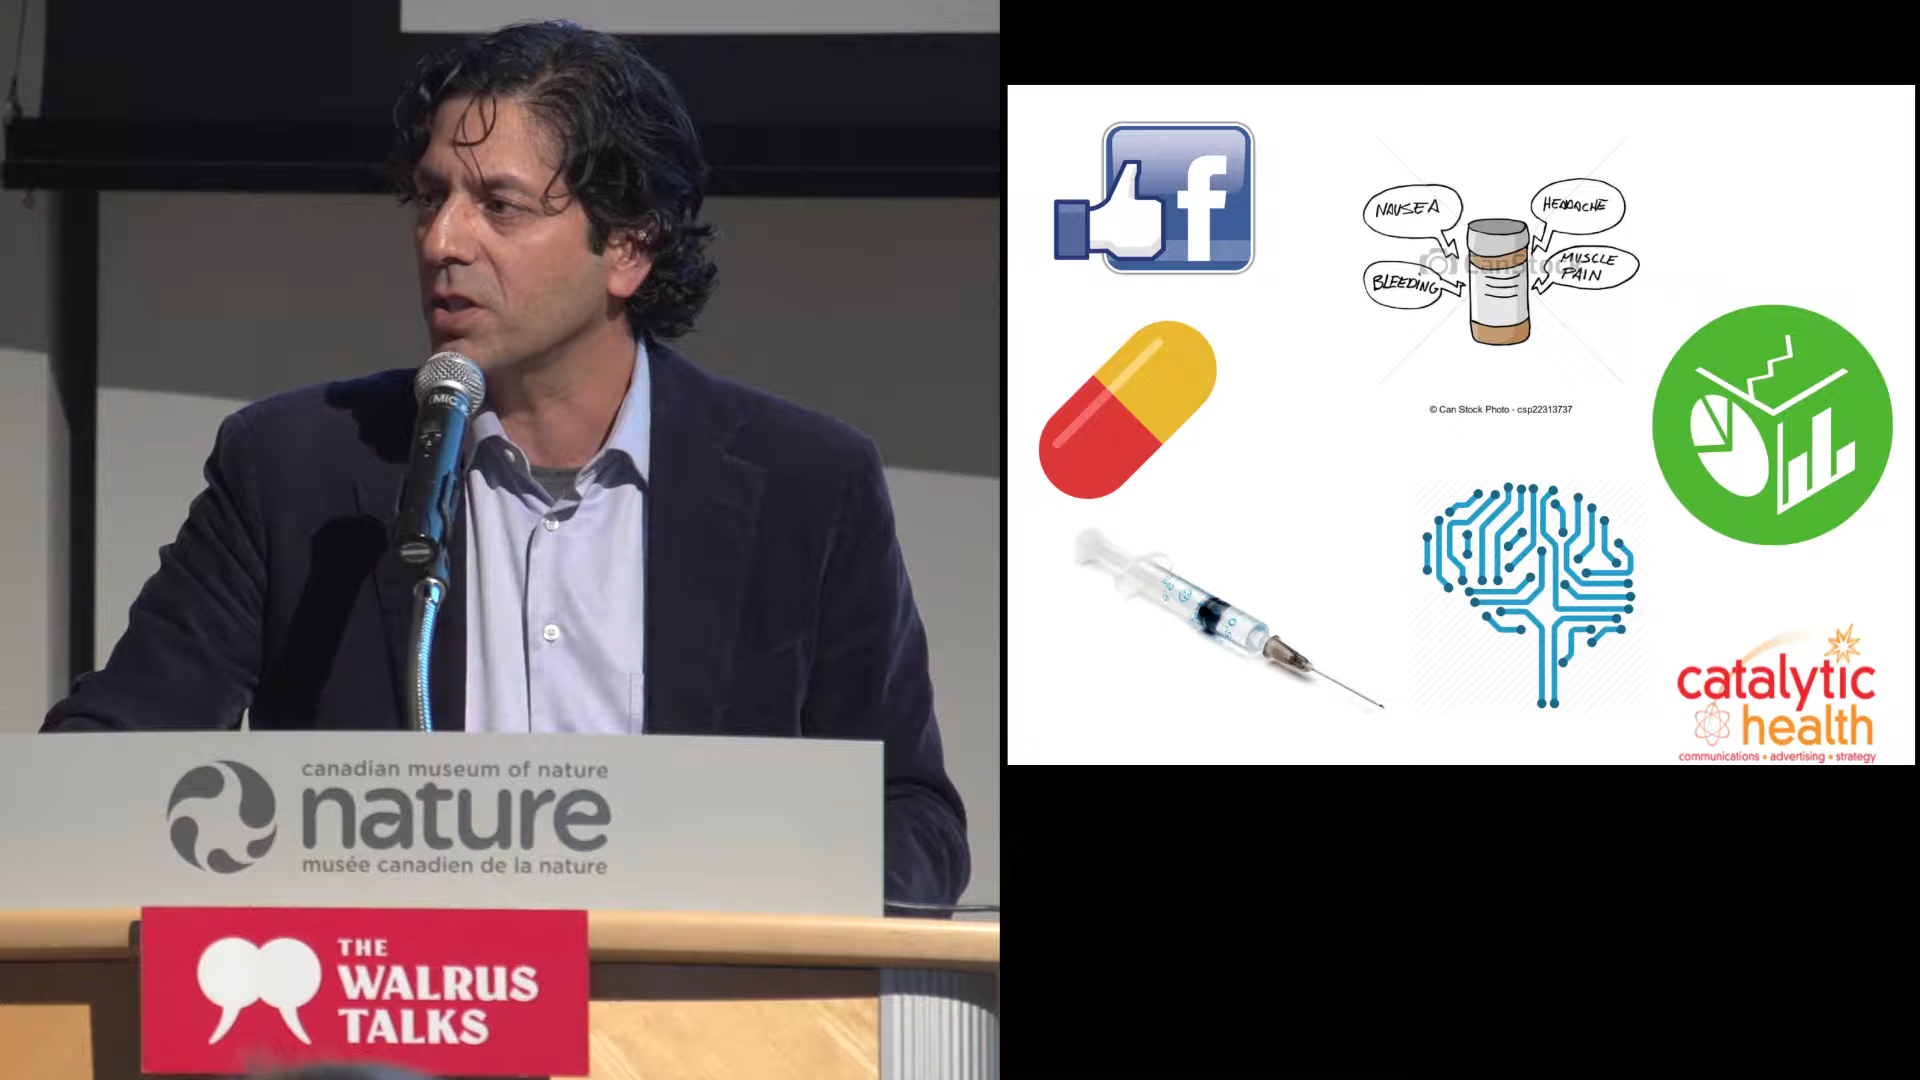 canadian museum of nature
nature
musée canadien de la nature
THE
WALRUS
TALKS
MIC
f
NAUSEA
HEADACHE
BLEEDING
MUSCLE
PAIN
CanStock
© Can Stock Photo - csp22313737
catalytic
health
communications • advertising • strategy